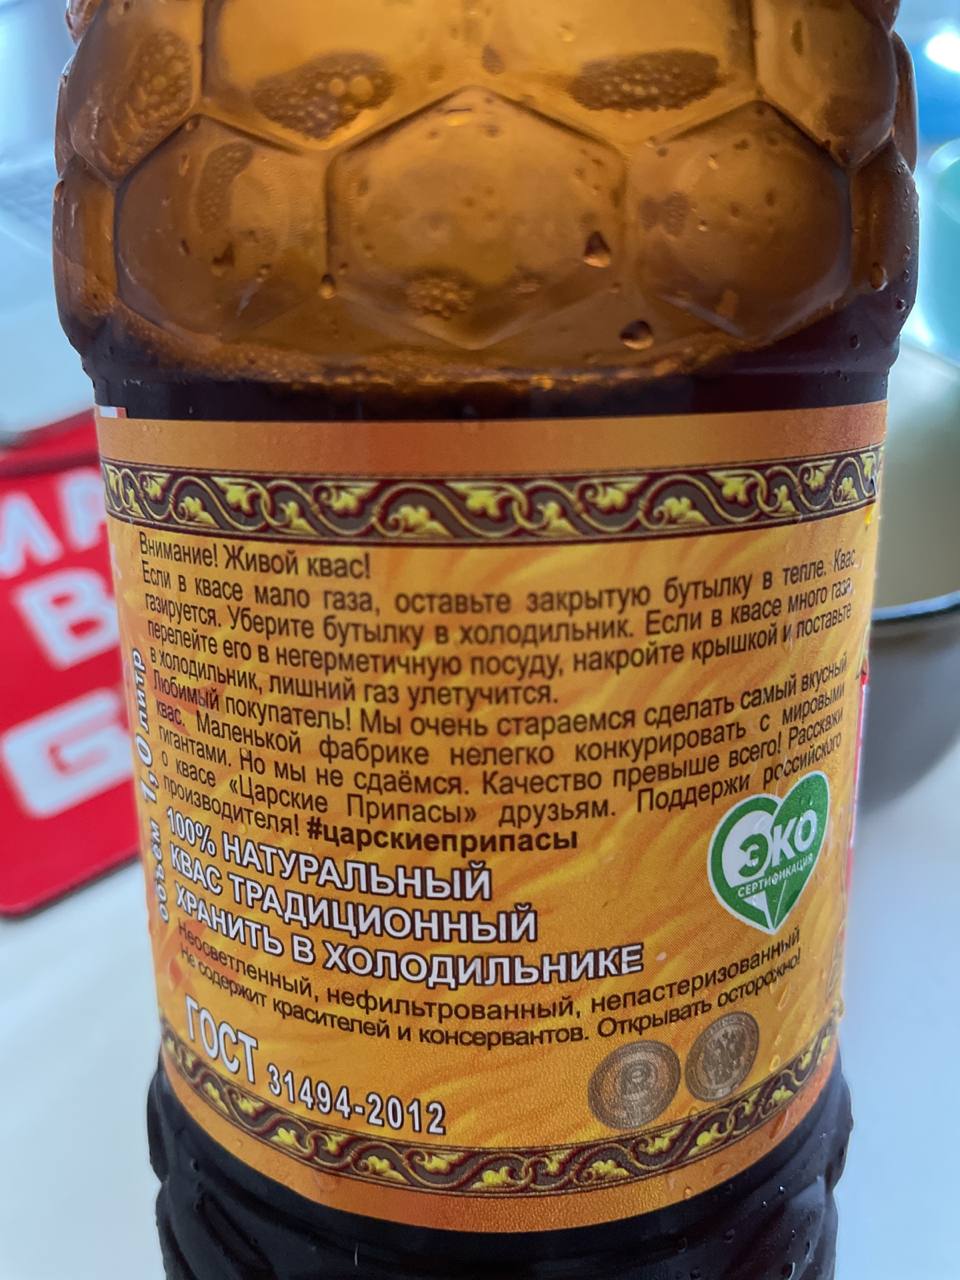 Внимание! Живой квас!
Если в квасе мало газа, оставьте закрытую бутылку в тепле. Квас
газируется. Уберите бутылку в холодильник. Если в квасе много газа,
перелейте его в негерметичную посуду, накройте крышкой и поставьте
в холодильник, лишний газ улетучится.
Любимый покупатель! Мы очень стараемся сделать самый вкусный
квас. Маленькой фабрике нелегко конкурировать с мировыми
гигантами. Но мы не сдаёмся. Качество превыше всего! Расскажи
о квасе «Царские Припасы» друзьям. Поддержи российского
производителя! #царскиеприпасы
100% НАТУРАЛЬНЫЙ
КВАС ТРАДИЦИОННЫЙ
ХРАНИТЬ В ХОЛОДИЛЬНИКЕ
Неосветленный, нефильтрованный, непастеризованный
Не содержит красителей и консервантов. Открывать осторожно!
ГОСТ 31494-2012
объём 1,0 литр
ЭКО
СЕРТИФИКАЦИЯ